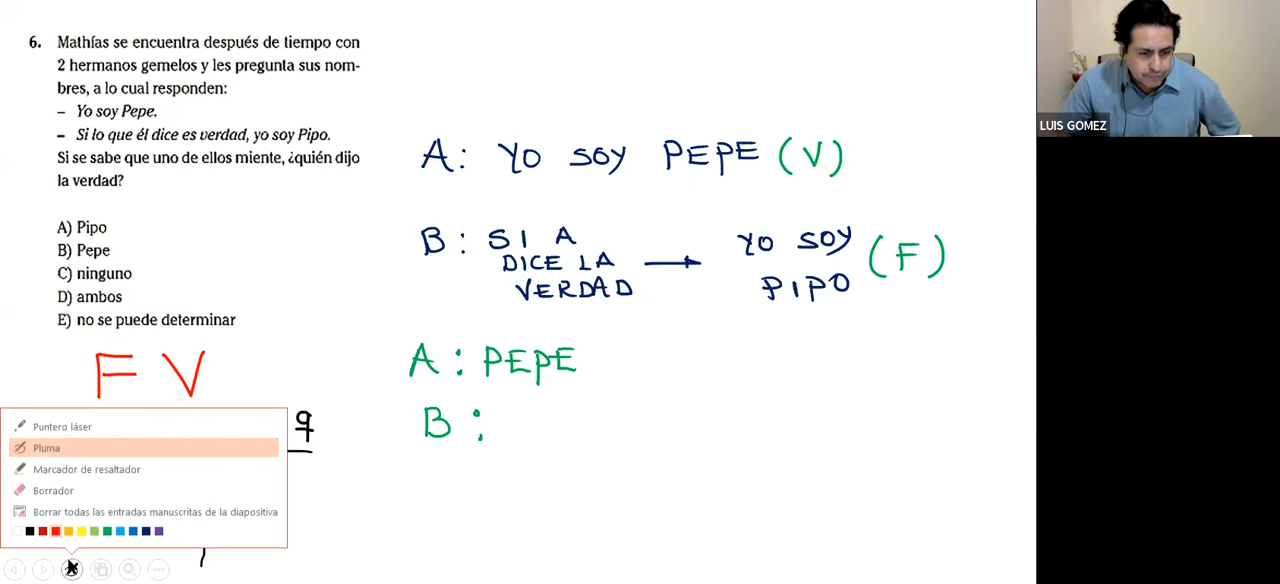 6. Mathías se encuentra después de tiempo con
2 hermanos gemelos y les pregunta sus nom-
bres, a lo cual responden:
– Yo soy Pepe.
– Si lo que él dice es verdad, yo soy Pipo.
Si se sabe que uno de ellos miente, ¿quién dijo
la verdad?
A) Pipo
B) Pepe
C) ninguno
D) ambos
E) no se puede determinar
F V
q
Puntero láser
Pluma
Marcador de resaltador
Borrador
Borrar todas las entradas manuscritas de la diapositiva
A: YO SOY PEPE (V)
B: SI A
DICE LA
VERDAD → YO SOY
PIPO (F)
A: PEPE
B:
LUIS GOMEZ